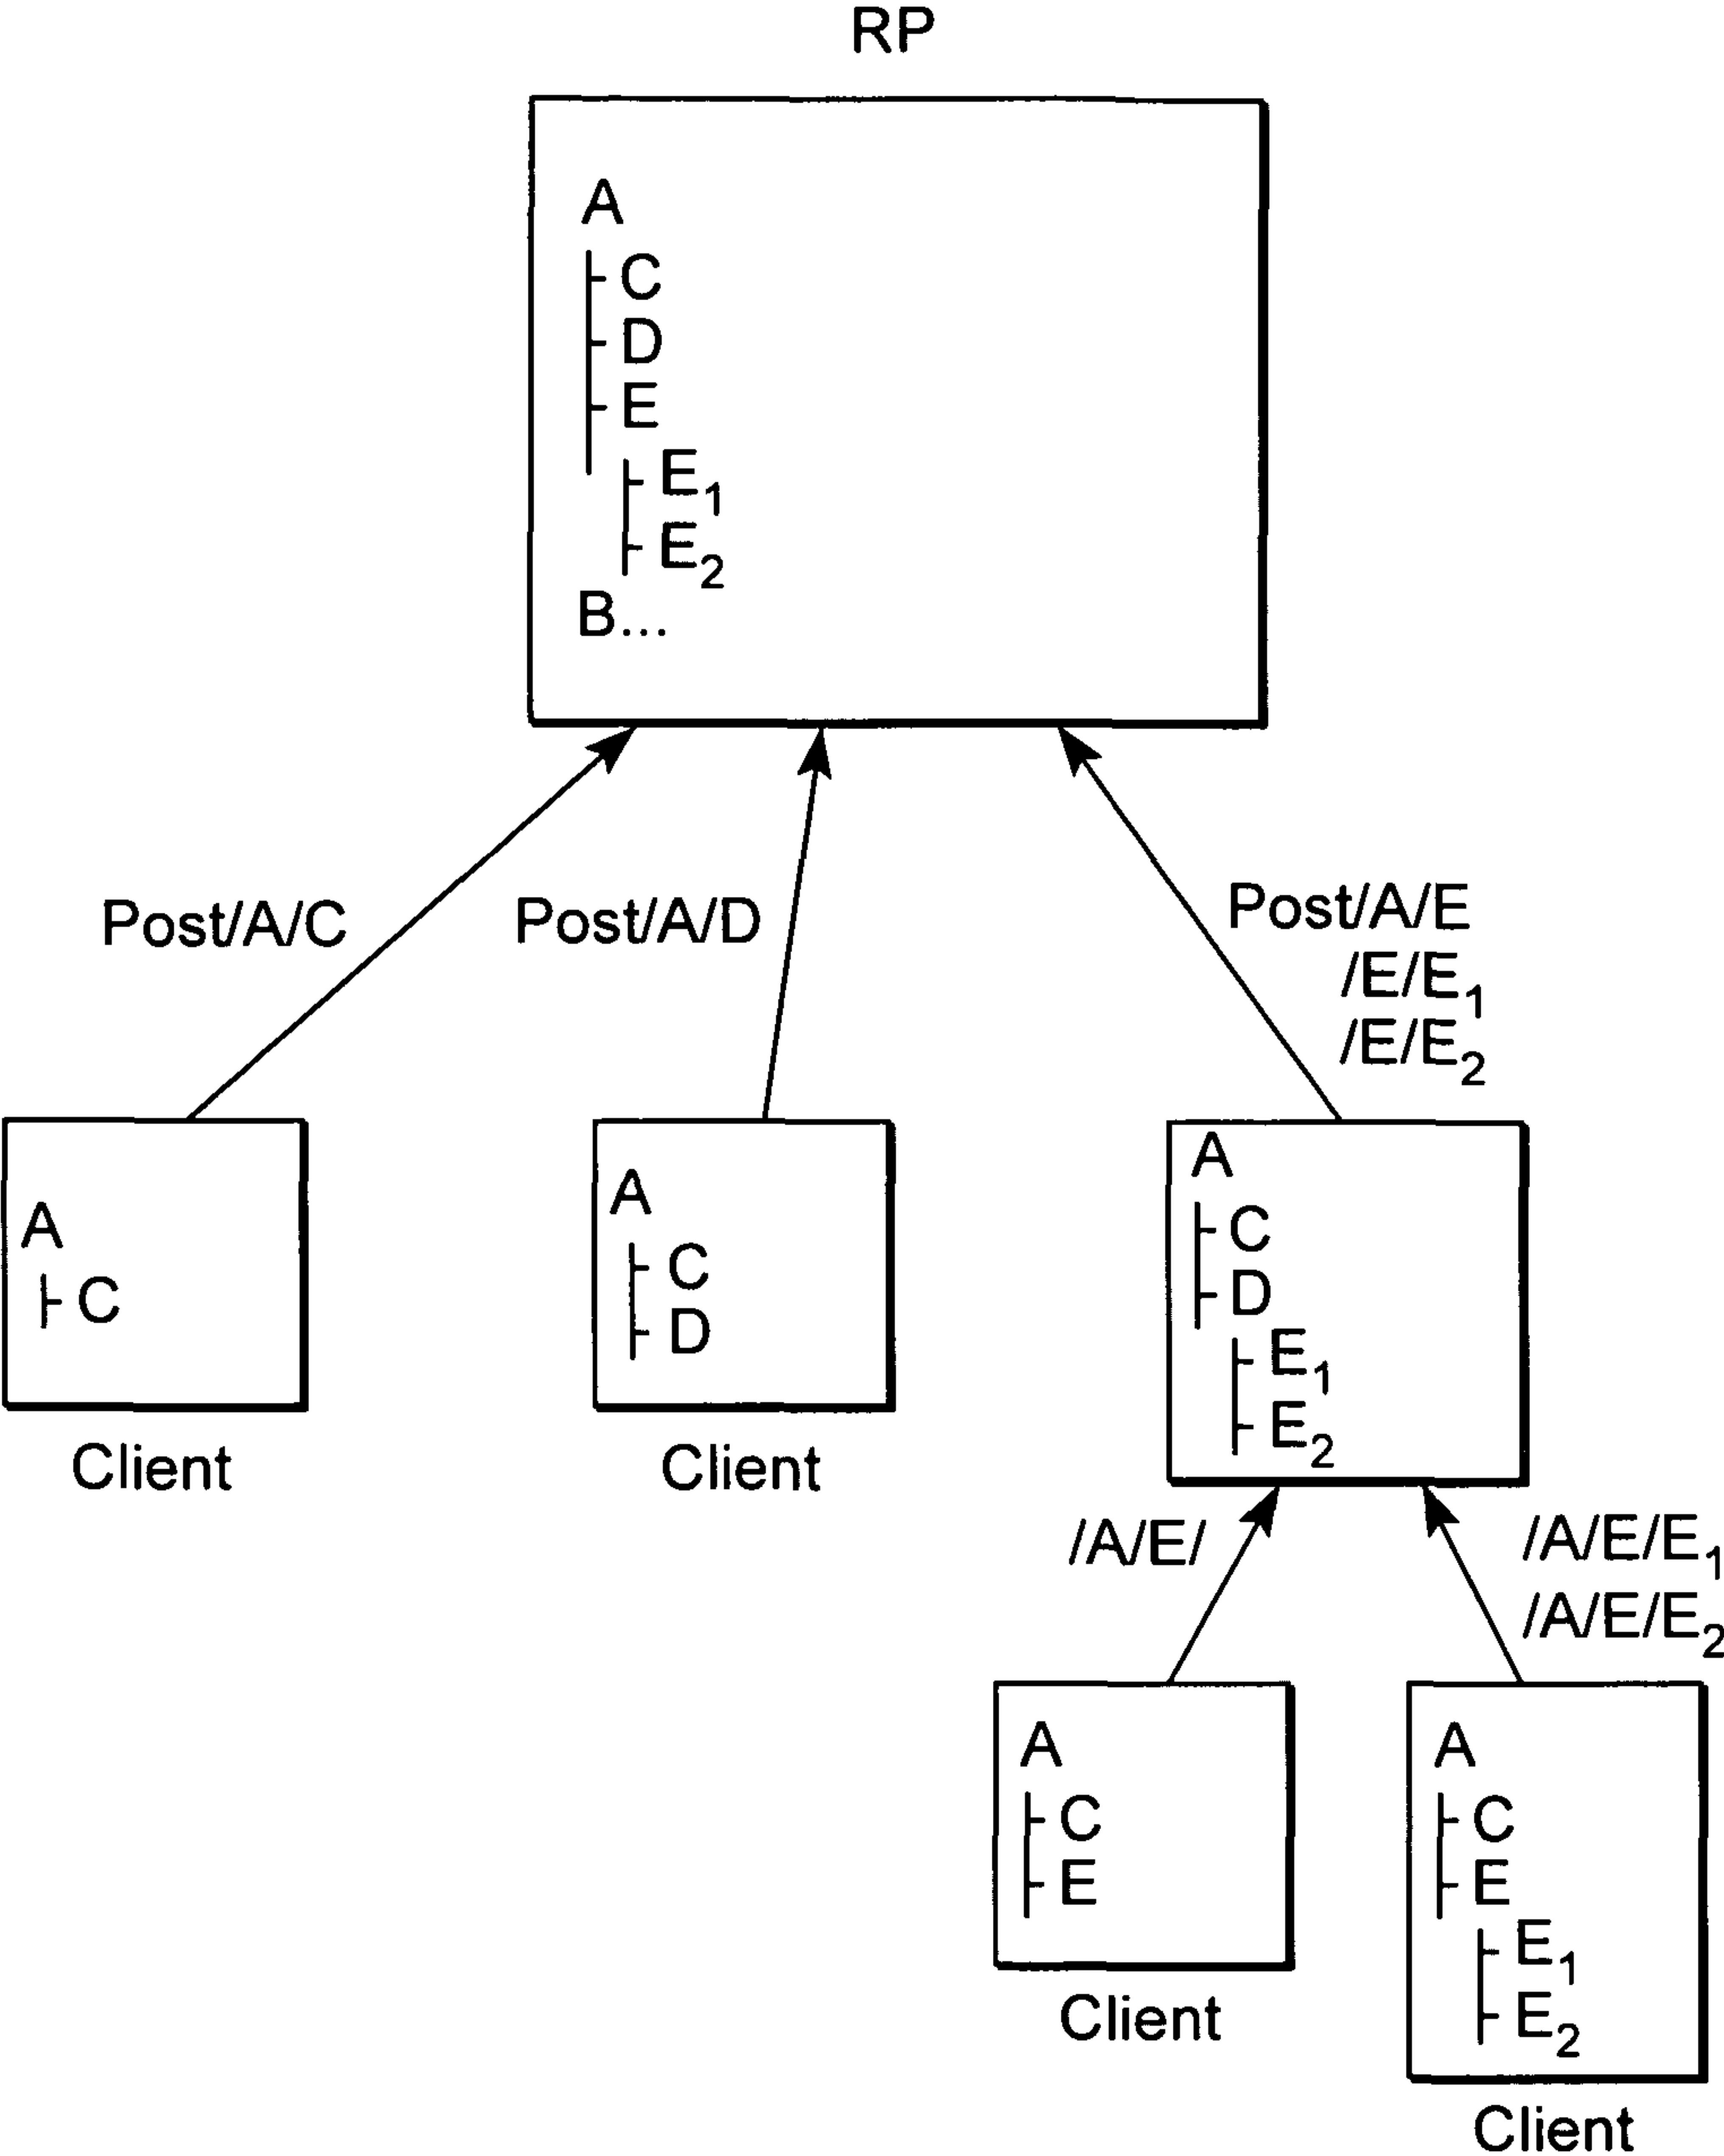 RP
A
C
D
E
E₁
E₂
B...
Post/A/C
Post/A/D
Post/A/E
/E/E₁
/E/E₂
A
C
Client
A
C
D
Client
A
C
D
E₁
E₂
/A/E/
/A/E/E₁
/A/E/E₂
A
C
E
Client
A
C
E
E₁
E₂
Client